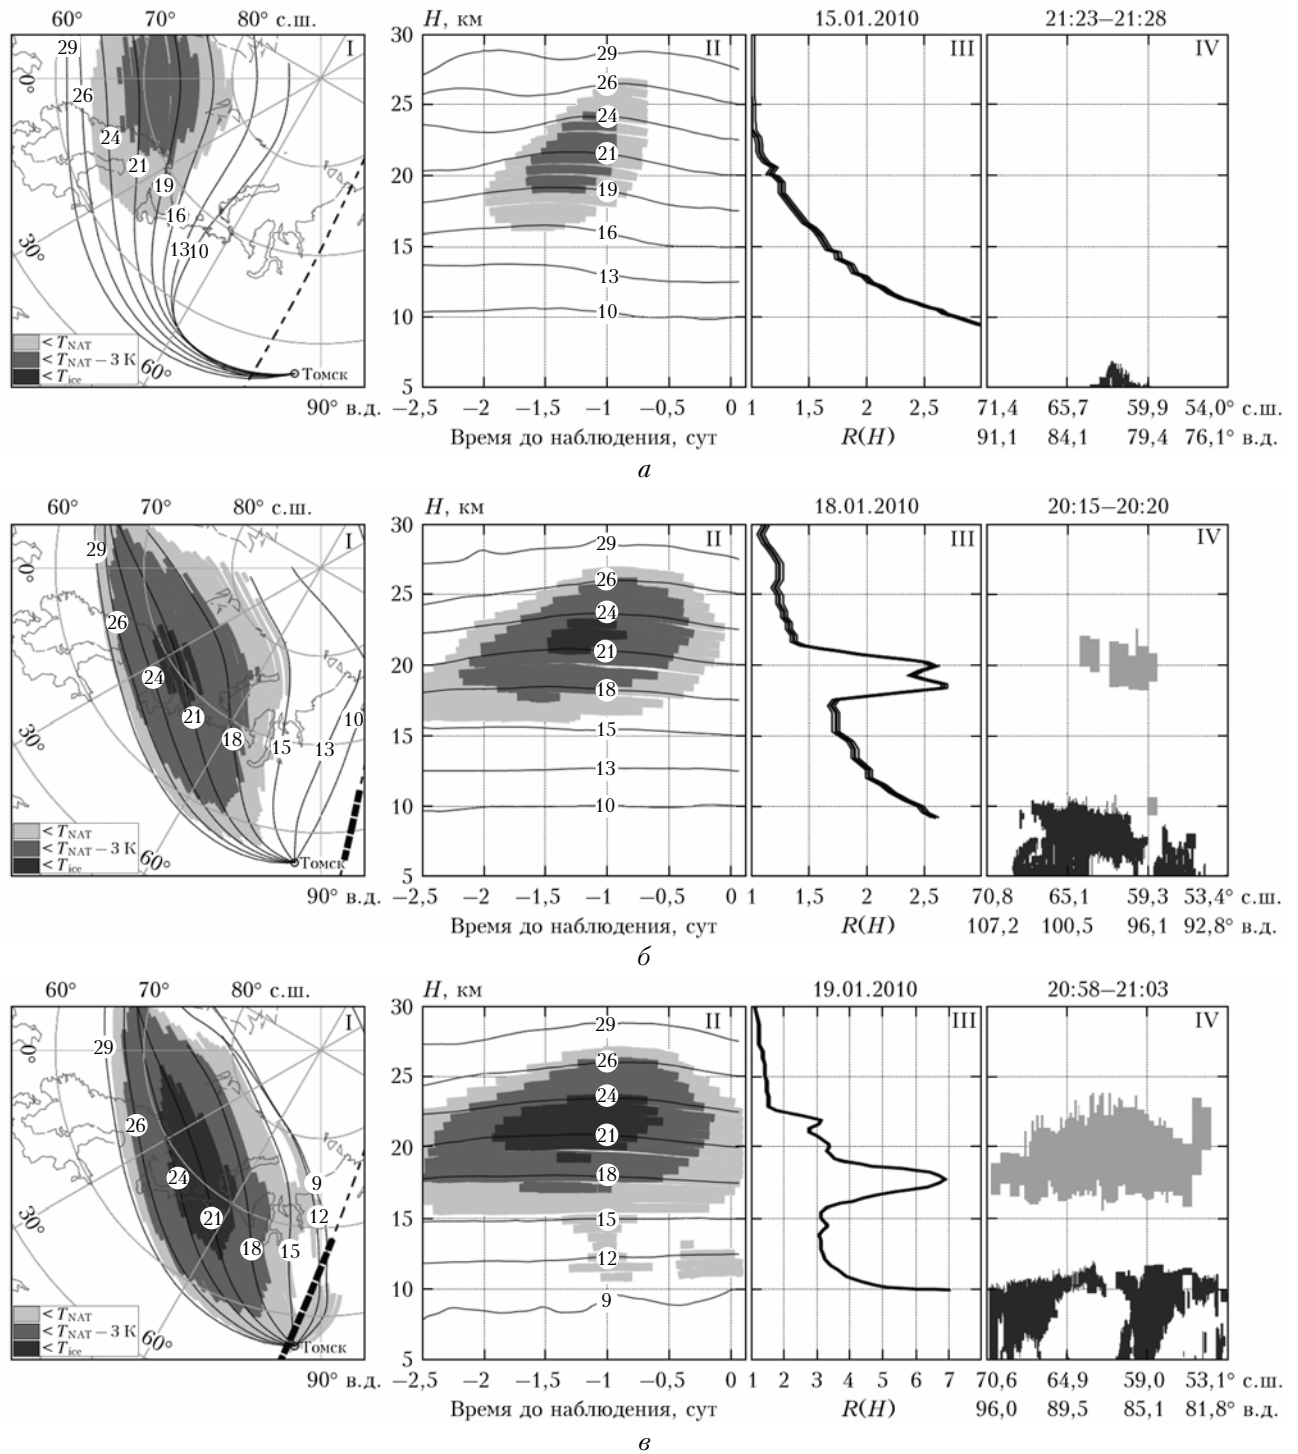 60° 70° 80° с.ш. H, км 15.01.2010 21:23—21:28
I II III IV
29 26 24 21 19 16 13 10
0° 30° 60°
< T_NAT
< T_NAT − 3 К
< T_ice
Томск
90° в.д.
30 25 20 15 10 5
29 26 24 21 19 16 13 10
−2,5 −2 −1,5 −1 −0,5 0 1 1,5 2 2,5 71,4 65,7 59,9 54,0° с.ш.
Время до наблюдения, сут R(H) 91,1 84,1 79,4 76,1° в.д.
а
60° 70° 80° с.ш. H, км 18.01.2010 20:15—20:20
I II III IV
29 26 24 21 18 15 13 10
0° 30° 60°
< T_NAT
< T_NAT − 3 К
< T_ice
Томск
90° в.д.
30 25 20 15 10 5
29 26 24 21 18 15 13 10
−2,5 −2 −1,5 −1 −0,5 0 1 1,5 2 2,5 70,8 65,1 59,3 53,4° с.ш.
Время до наблюдения, сут R(H) 107,2 100,5 96,1 92,8° в.д.
б
60° 70° 80° с.ш. H, км 19.01.2010 20:58—21:03
I II III IV
29 26 24 21 18 15 12 9
0° 30° 60°
< T_NAT
< T_NAT − 3 К
< T_ice
Томск
90° в.д.
30 25 20 15 10 5
29 26 24 21 18 15 12 9
−2,5 −2 −1,5 −1 −0,5 0 1 2 3 4 5 6 7 70,6 64,9 59,0 53,1° с.ш.
Время до наблюдения, сут R(H) 96,0 89,5 85,1 81,8° в.д.
в